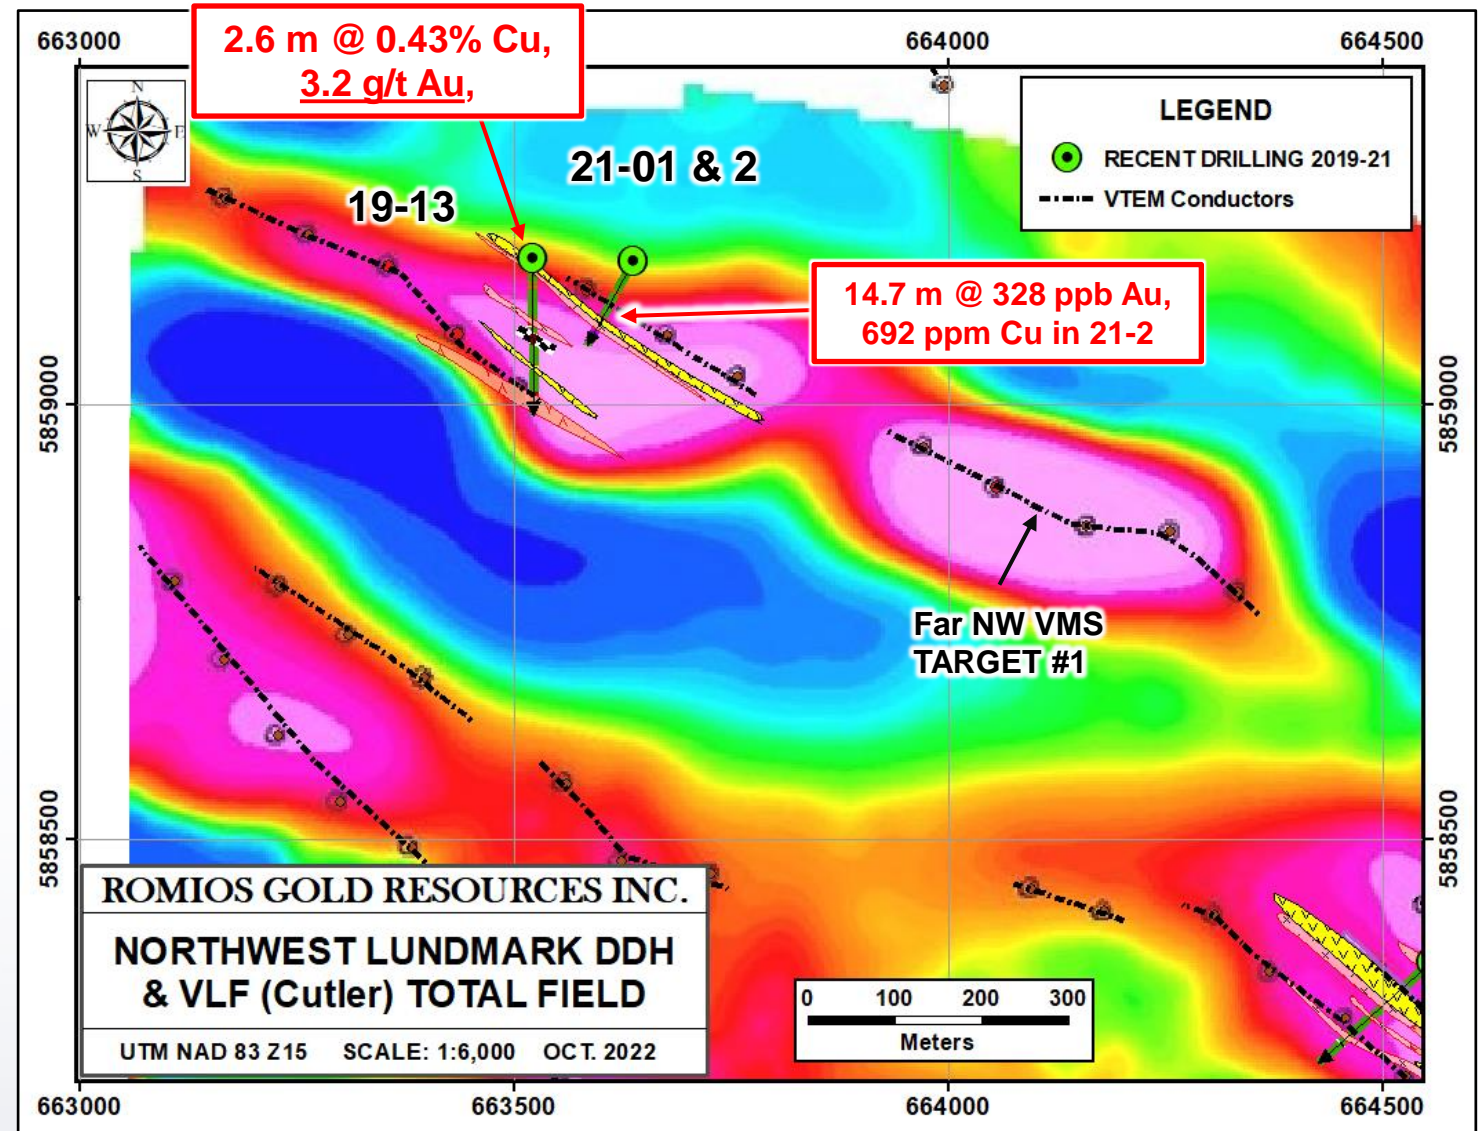 663000
664000
664500
2.6 m @ 0.43% Cu,
3.2 g/t Au,
N
W
E
S
LEGEND
RECENT DRILLING 2019-21
VTEM Conductors
21-01 & 2
19-13
14.7 m @ 328 ppb Au,
692 ppm Cu in 21-2
5859000
5859000
Far NW VMS
TARGET #1
5858500
5858500
ROMIOS GOLD RESOURCES INC.
NORTHWEST LUNDMARK DDH
& VLF (Cutler) TOTAL FIELD
UTM NAD 83 Z15 SCALE: 1:6,000 OCT. 2022
0 100 200 300
Meters
663000
663500
664000
664500